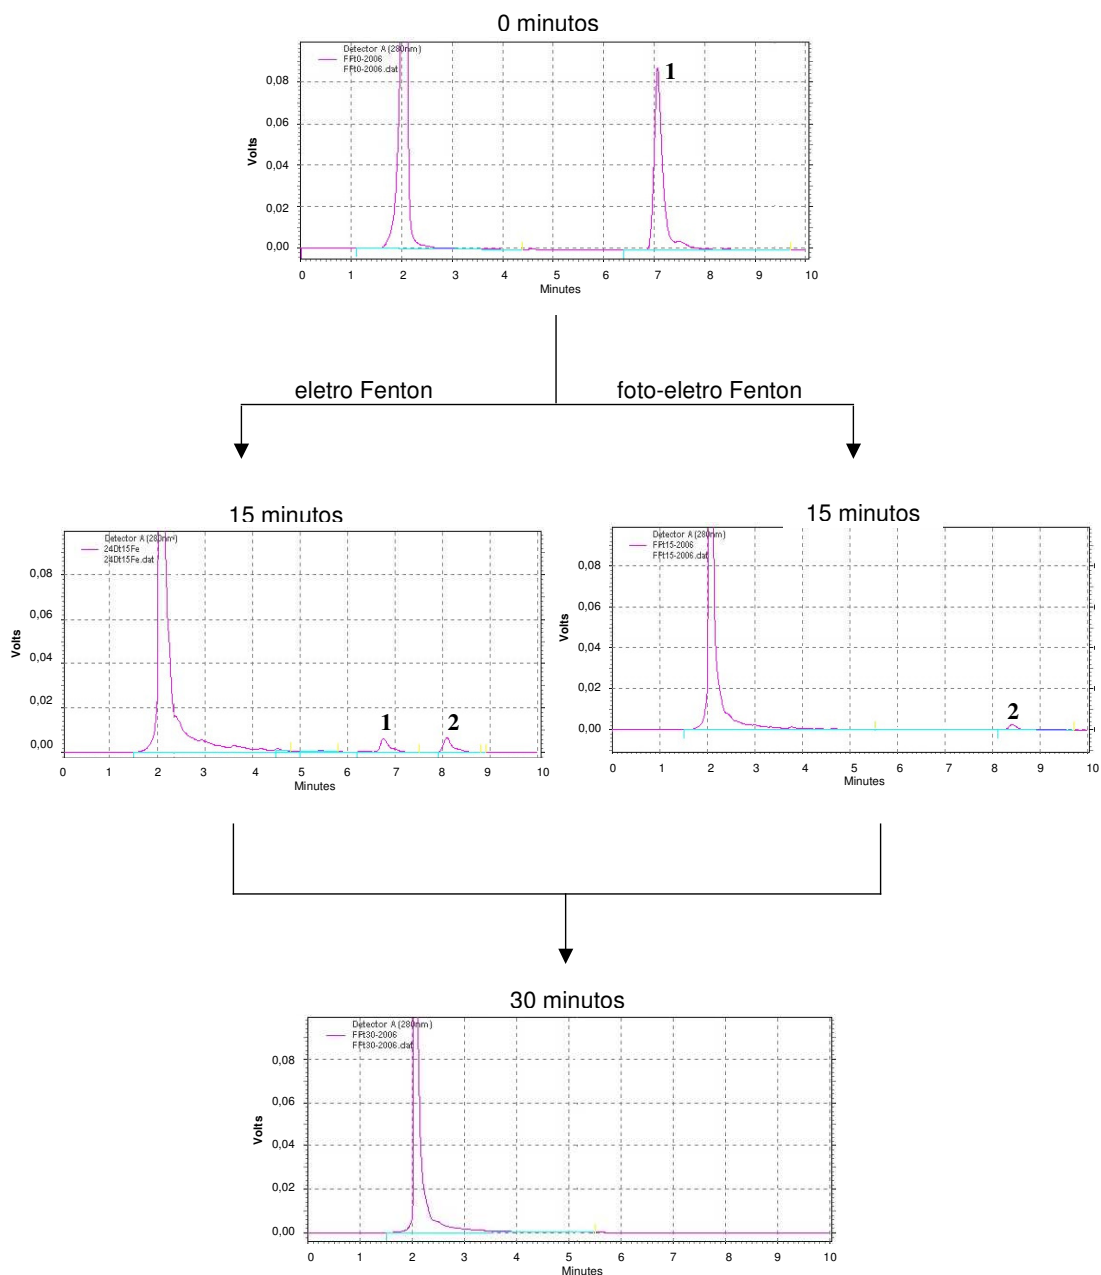 0 minutos
Detector A (280nm)
FPt0-2006
FPt0-2006.dat
1
0,08
0,06
0,04
0,02
0,00
Volts
0 1 2 3 4 5 6 7 8 9 10
Minutes
eletro Fenton
foto-eletro Fenton
15 minutos
Detector A (280nm)
24Dt15Fe
24Dt15Fe.dat
0,08
0,06
0,04
0,02
0,00
Volts
1 2
0 1 2 3 4 5 6 7 8 9 10
Minutes
15 minutos
Detector A (280nm)
FPt15-2006
FPt15-2006.dat
0,08
0,06
0,04
0,02
0,00
Volts
2
0 1 2 3 4 5 6 7 8 9 10
Minutes
30 minutos
Detector A (280nm)
FPt30-2006
FPt30-2006.dat
0,08
0,06
0,04
0,02
0,00
Volts
0 1 2 3 4 5 6 7 8 9 10
Minutes